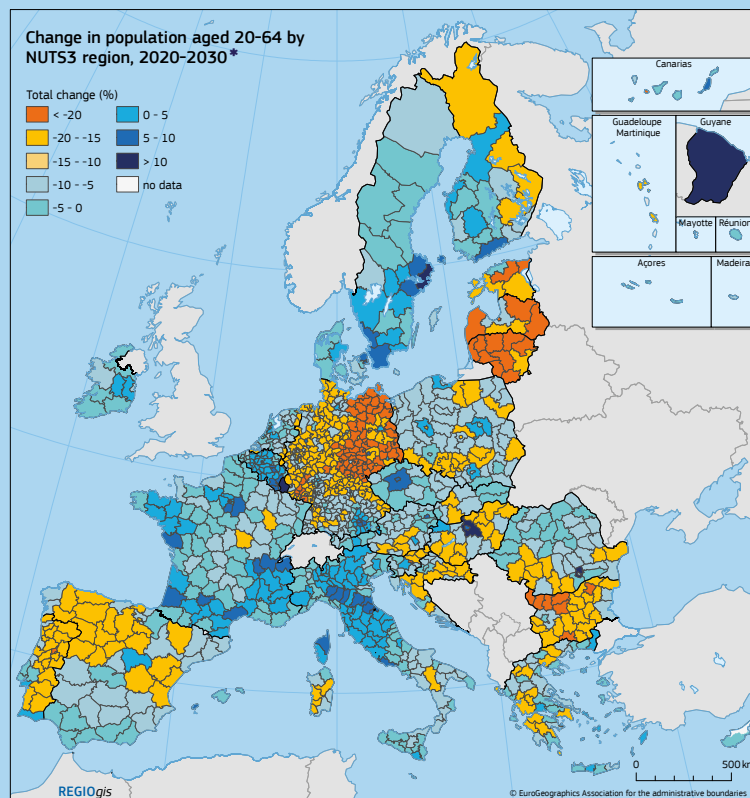 Change in population aged 20-64 by
NUTS3 region, 2020-2030*
Total change (%)
< -20
-20 - -15
-15 - -10
-10 - -5
-5 - 0
0 - 5
5 - 10
> 10
no data
Canarias
Guadeloupe
Martinique
Guyane
Mayotte
Réunion
Açores
Madeira
0 500 km
REGIOgis
© EuroGeographics Association for the administrative boundaries